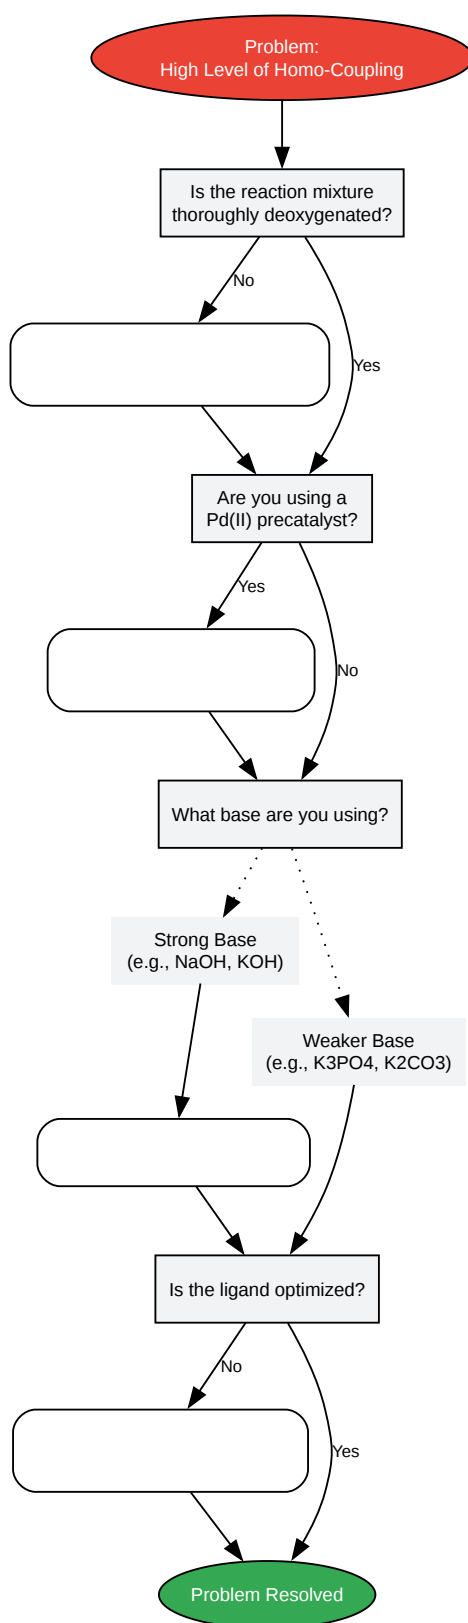 Problem:
High Level of Homo-Coupling
Is the reaction mixture
thoroughly deoxygenated?
No
Yes
Are you using a
Pd(II) precatalyst?
Yes
No
What base are you using?
Strong Base
(e.g., NaOH, KOH)
Weaker Base
(e.g., K3PO4, K2CO3)
Is the ligand optimized?
No
Yes
Problem Resolved